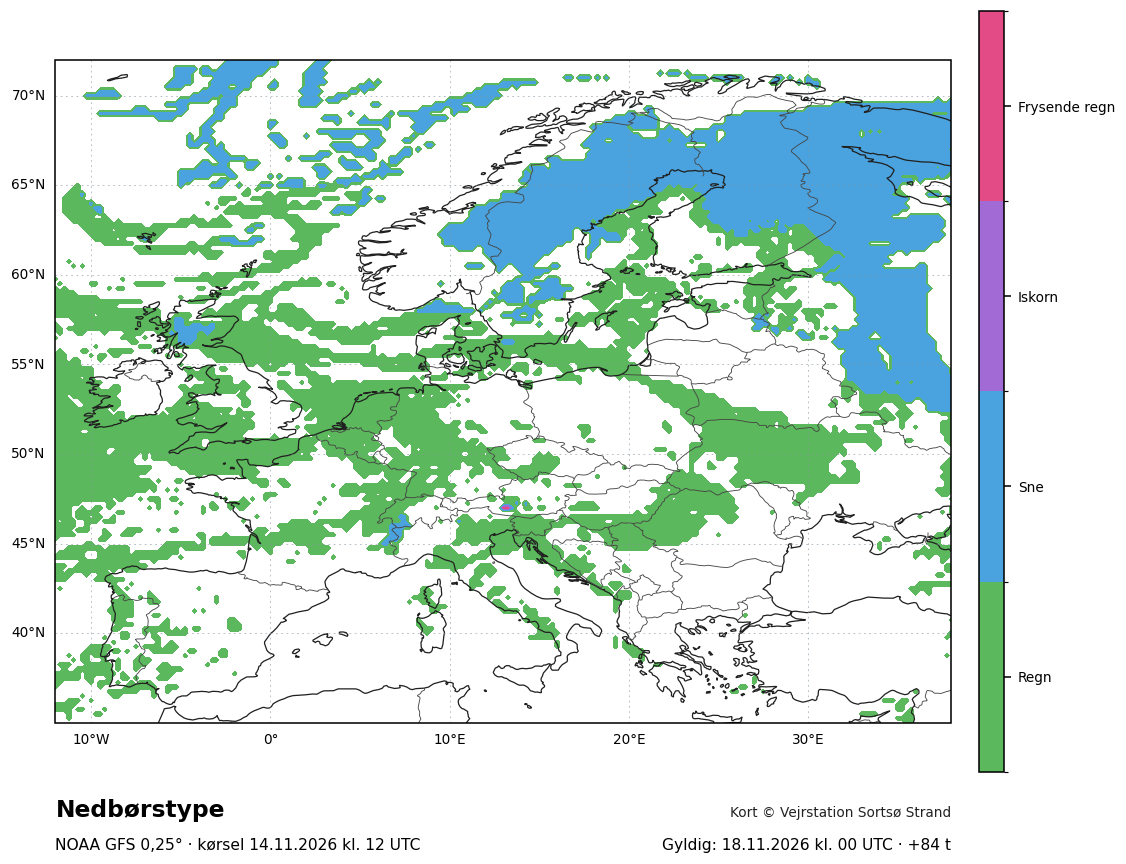 70°N
65°N
60°N
55°N
50°N
45°N
40°N
10°W
0°
10°E
20°E
30°E
Frysende regn
Iskorn
Sne
Regn
Nedbørstype
Kort © Vejrstation Sortsø Strand
NOAA GFS 0,25° · kørsel 14.11.2026 kl. 12 UTC
Gyldig: 18.11.2026 kl. 00 UTC · +84 t